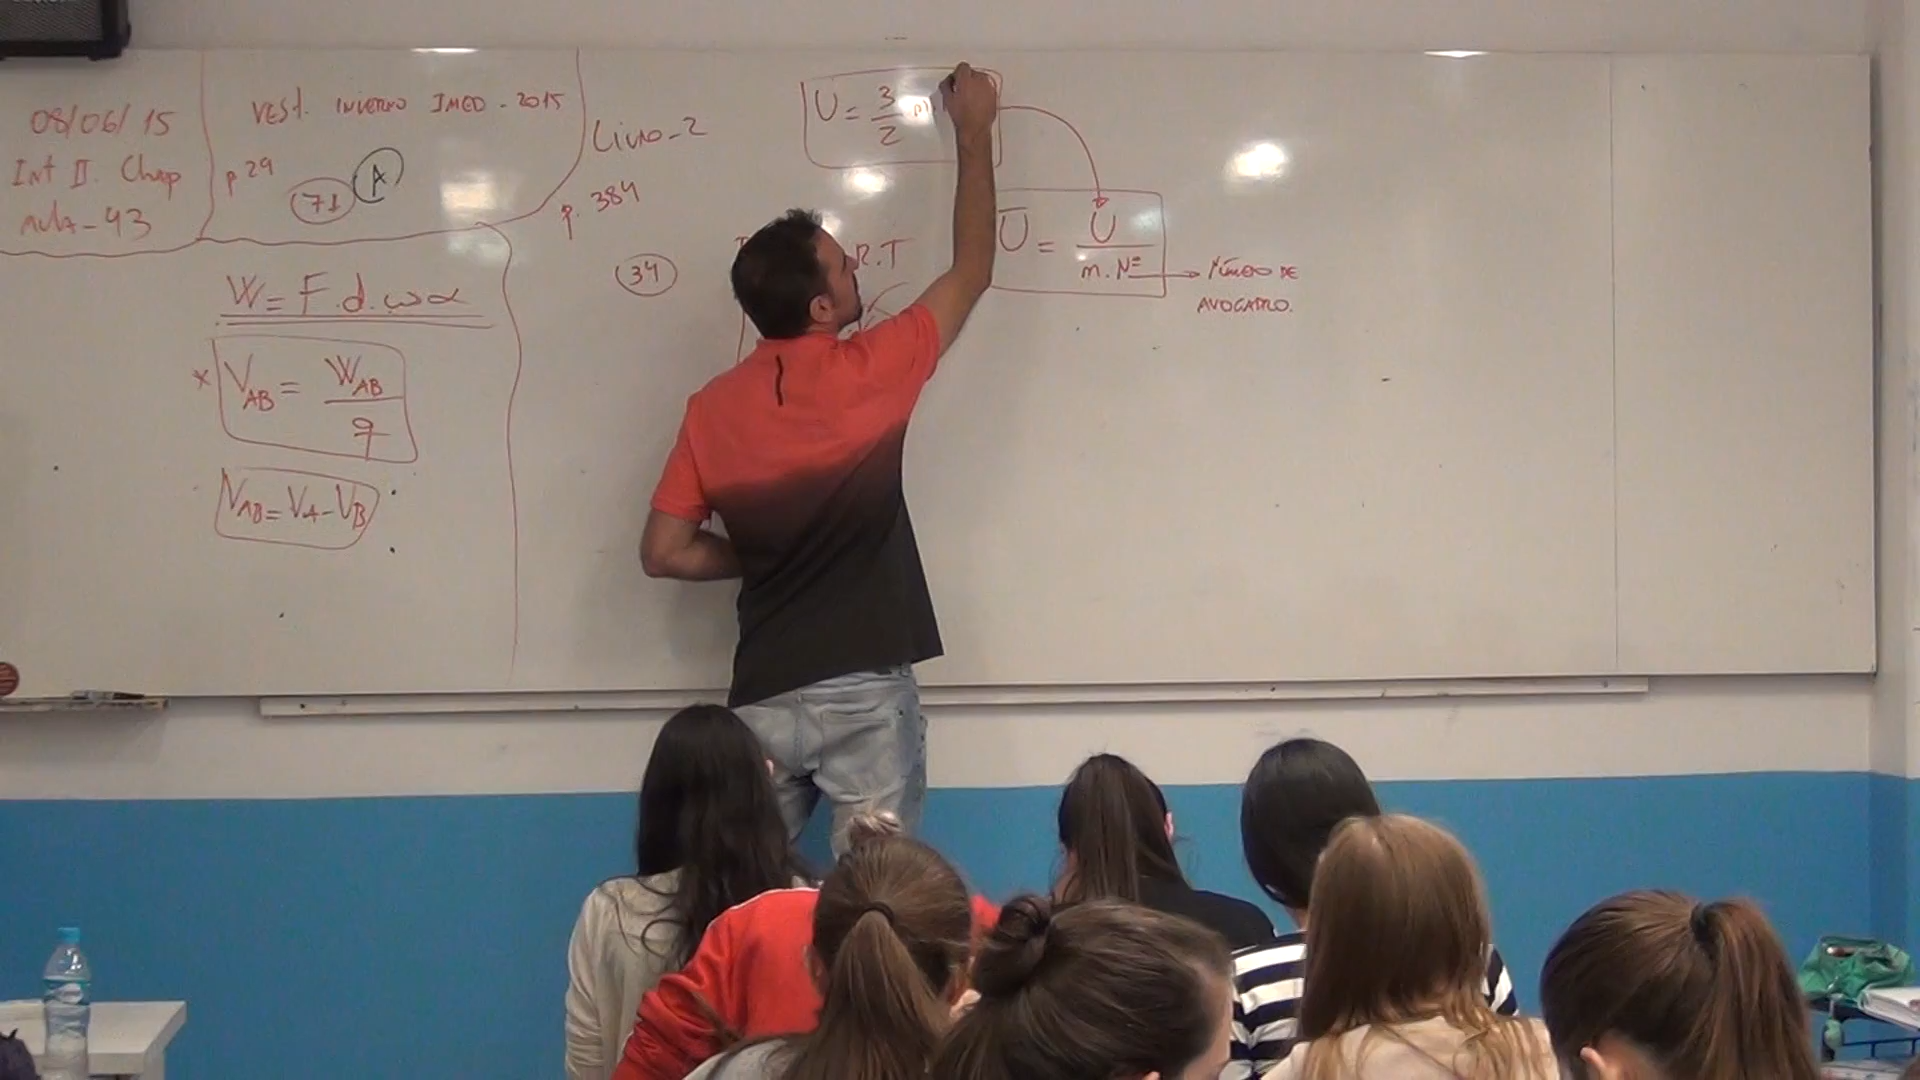 08/06/15
Int II. Chap
Aula-43
VEST. INVERNO IMED-2015
p 29
71 A
Livro-2
p. 384
34
W = F.d.cos α
* V_AB = W_AB / q
V_AB = V_A - V_B
U = 3/2 n.
R.T
Ū = U / m.Nº → NÚMERO DE
AVOGADRO.